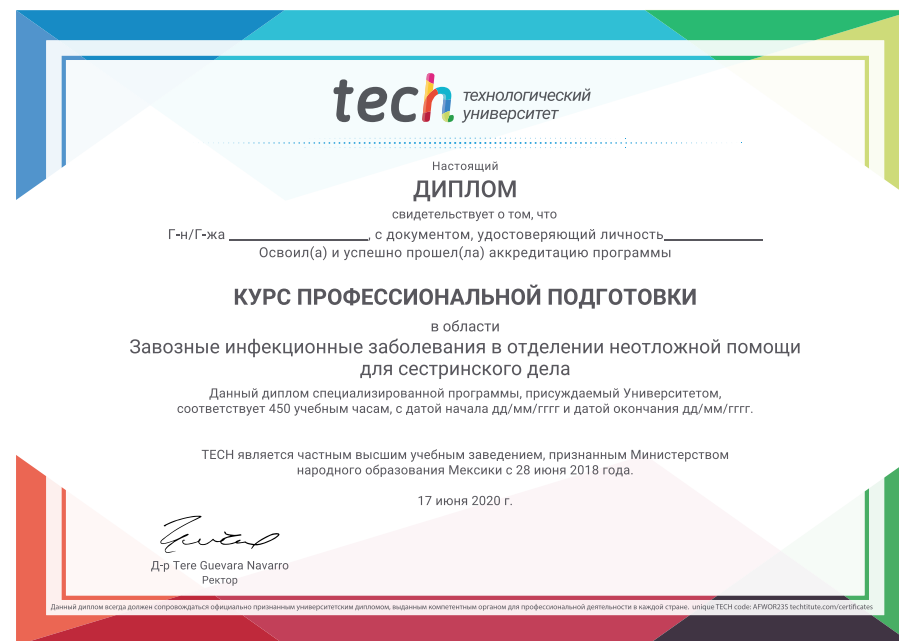 tech технологический
университет
Настоящий
ДИПЛОМ
свидетельствует о том, что
Г-н/Г-жа ____________________, с документом, удостоверяющий личность______________
Освоил(а) и успешно прошел(ла) аккредитацию программы
КУРС ПРОФЕССИОНАЛЬНОЙ ПОДГОТОВКИ
в области
Завозные инфекционные заболевания в отделении неотложной помощи
для сестринского дела
Данный диплом специализированной программы, присуждаемый Университетом,
соответствует 450 учебным часам, с датой начала дд/мм/гггг и датой окончания дд/мм/гггг.
TECH является частным высшим учебным заведением, признанным Министерством
народного образования Мексики с 28 июня 2018 года.
17 июня 2020 г.
Д-р Tere Guevara Navarro
Ректор
Данный диплом всегда должен сопровождаться официально признанным университетским дипломом, выданным компетентным органом для профессиональной деятельности в каждой стране. unique TECH code: AFWOR235 techtitute.com/certificates